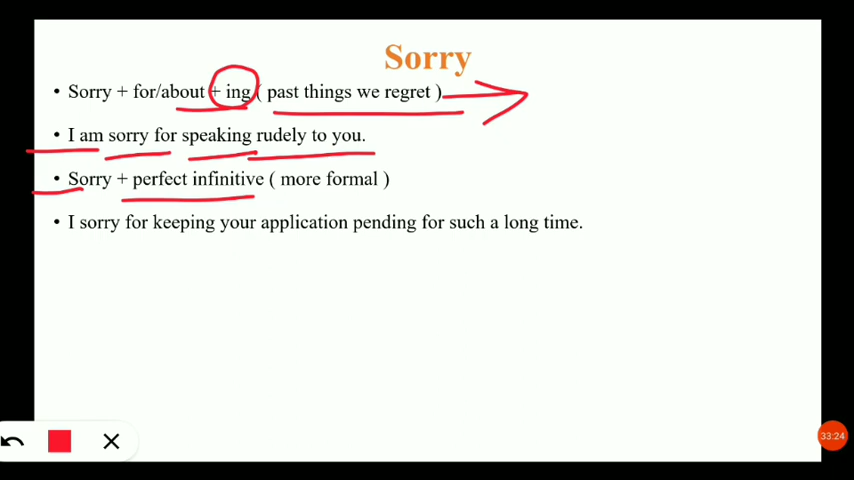 Sorry
• Sorry + for/about + ing ( past things we regret )
• I am sorry for speaking rudely to you.
• Sorry + perfect infinitive ( more formal )
• I sorry for keeping your application pending for such a long time.
33:24